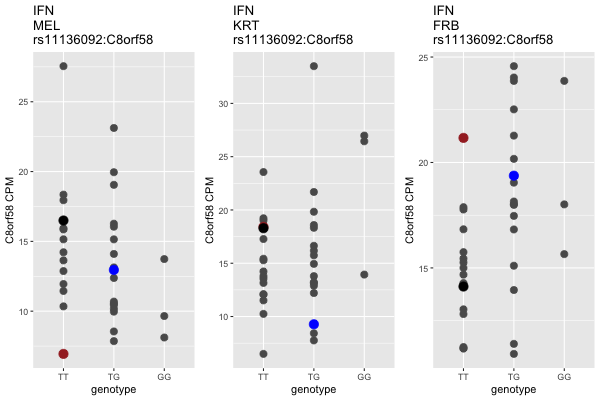 IFN
MEL
rs11136092:C8orf58
C8orf58 CPM
25
20
15
10
TT TG GG
genotype
IFN
KRT
rs11136092:C8orf58
C8orf58 CPM
30
25
20
15
10
TT TG GG
genotype
IFN
FRB
rs11136092:C8orf58
C8orf58 CPM
25
20
15
TT TG GG
genotype